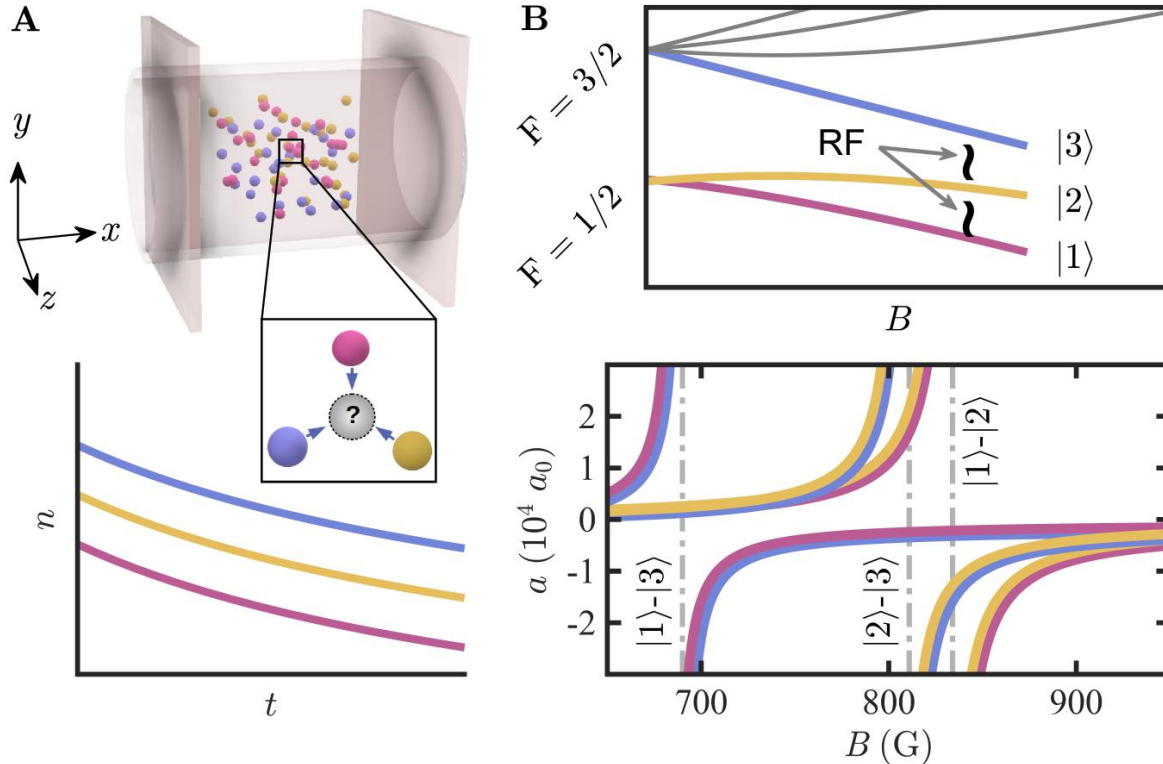 A
y
x
z
?
n
t
B
F = 3/2
F = 1/2
RF
|3⟩
|2⟩
|1⟩
B
a (10⁴ a₀)
2
1
0
-1
-2
|1⟩-|3⟩
|2⟩-|3⟩
|1⟩-|2⟩
700
800
900
B (G)